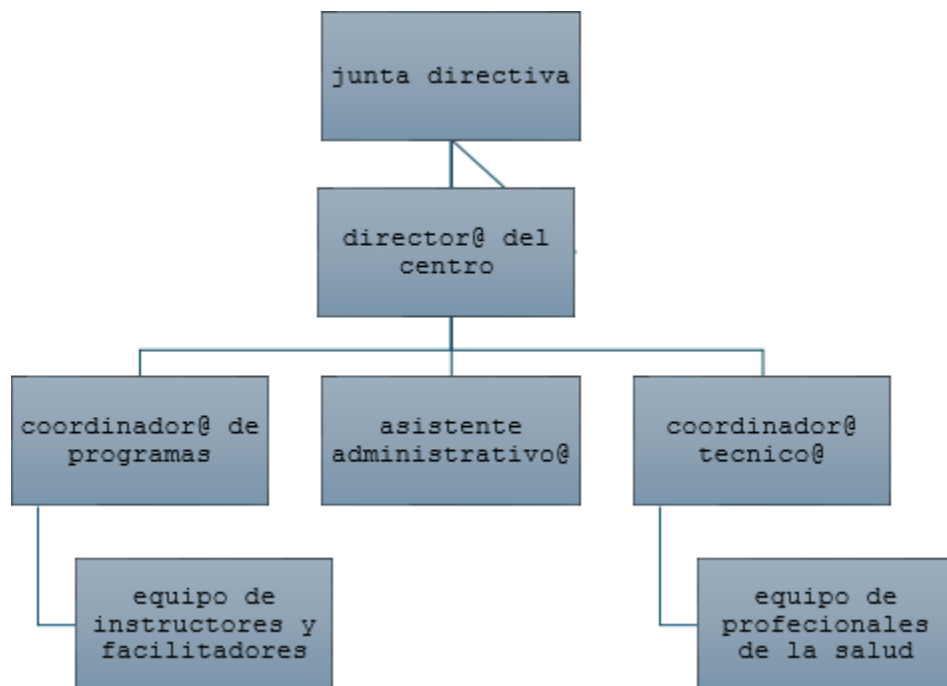 junta directiva
director@ del
centro
coordinador@ de
programas
asistente
administrativo@
coordinador@
tecnico@
equipo de
instructores y
facilitadores
equipo de
profecionales
de la salud